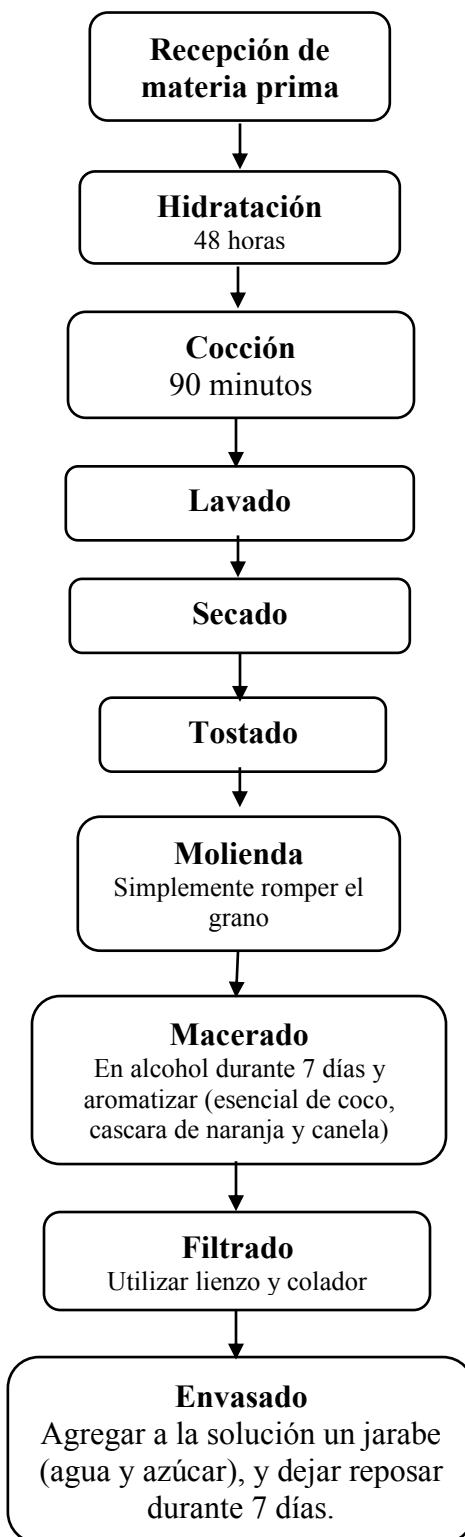 Recepción de
materia prima
Hidratación
48 horas
Cocción
90 minutos
Lavado
Secado
Tostado
Molienda
Simplemente romper el
grano
Macerado
En alcohol durante 7 días y
aromatizar (esencial de coco,
cascara de naranja y canela)
Filtrado
Utilizar lienzo y colador
Envasado
Agregar a la solución un jarabe
(agua y azúcar), y dejar reposar
durante 7 días.